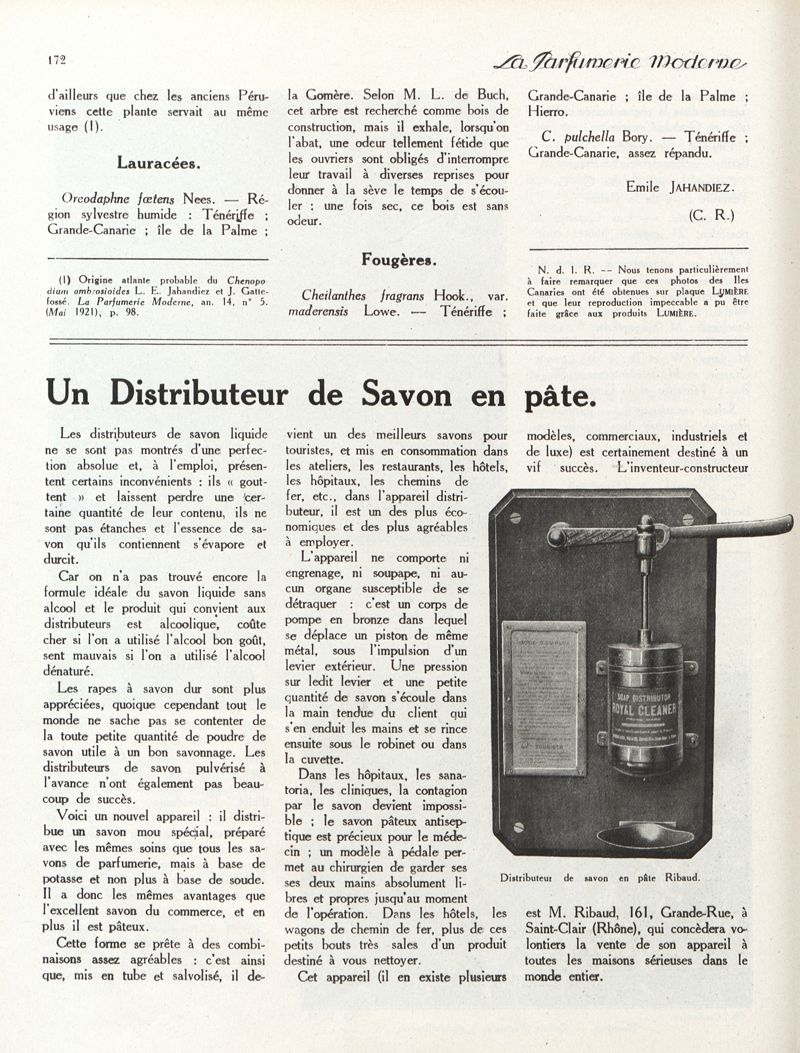 172
La Parfumerie Moderne
d'ailleurs que chez les anciens Péru-
viens cette plante servait au même
usage (1).
Lauracées.
Oreodaphne fœtens Nees. — Ré-
gion sylvestre humide : Ténériffe ;
Grande-Canarie ; île de la Palme ;
(1) Origine atlante probable du Chenopo
dium ambrosioides L. E. Jahandiez et J. Gatte-
fossé. La Parfumerie Moderne, an. 14, n° 5.
(Mai 1921), p. 98.
la Gomère. Selon M. L. de Buch,
cet arbre est recherché comme bois de
construction, mais il exhale, lorsqu'on
l'abat, une odeur tellement fétide que
les ouvriers sont obligés d'interrompre
leur travail à diverses reprises pour
donner à la sève le temps de s'écou-
ler ; une fois sec, ce bois est sans
odeur.
Fougères.
Cheilanthes fragrans Hook., var.
maderensis Lowe. — Ténériffe ;
Grande-Canarie ; île de la Palme ;
Hierro.
C. pulchella Bory. — Ténériffe ;
Grande-Canarie, assez répandu.
Emile JAHANDIEZ.
(C. R.)
N. d. l. R. — Nous tenons particulièrement
à faire remarquer que ces photos des Iles
Canaries ont été obtenues sur plaque LUMIÈRE
et que leur reproduction impeccable a pu être
faite grâce aux produits LUMIÈRE.
Un Distributeur de Savon en pâte.
Les distributeurs de savon liquide
ne se sont pas montrés d'une perfec-
tion absolue et, à l'emploi, présen-
tent certains inconvénients : ils « gout-
tent » et laissent perdre une cer-
taine quantité de leur contenu, ils ne
sont pas étanches et l'essence de sa-
von qu'ils contiennent s'évapore et
durcit.
Car on n'a pas trouvé encore la
formule idéale du savon liquide sans
alcool et le produit qui convient aux
distributeurs est alcoolique, coûte
cher si l'on a utilisé l'alcool bon goût,
sent mauvais si l'on a utilisé l'alcool
dénaturé.
Les rapes à savon dur sont plus
appréciées, quoique cependant tout le
monde ne sache pas se contenter de
la toute petite quantité de poudre de
savon utile à un bon savonnage. Les
distributeurs de savon pulvérisé à
l'avance n'ont également pas beau-
coup de succès.
Voici un nouvel appareil : il distri-
bue un savon mou spécial, préparé
avec les mêmes soins que tous les sa-
vons de parfumerie, mais à base de
potasse et non plus à base de soude.
Il a donc les mêmes avantages que
l'excellent savon du commerce, et en
plus il est pâteux.
Cette forme se prête à des combi-
naisons assez agréables : c'est ainsi
que, mis en tube et salvolisé, il de-
vient un des meilleurs savons pour
touristes, et mis en consommation dans
les ateliers, les restaurants, les hôtels,
les hôpitaux, les chemins de
fer, etc., dans l'appareil distri-
buteur, il est un des plus éco-
nomiques et des plus agréables
à employer.
L'appareil ne comporte ni
engrenage, ni soupape, ni au-
cun organe susceptible de se
détraquer : c'est un corps de
pompe en bronze dans lequel
se déplace un piston de même
métal, sous l'impulsion d'un
levier extérieur. Une pression
sur ledit levier et une petite
quantité de savon s'écoule dans
la main tendue du client qui
s'en enduit les mains et se rince
ensuite sous le robinet ou dans
la cuvette.
Dans les hôpitaux, les sana-
toria, les cliniques, la contagion
par le savon devient impossi-
ble ; le savon pâteux antisep-
tique est précieux pour le méde-
cin ; un modèle à pédale per-
met au chirurgien de garder ses
ses deux mains absolument li-
bres et propres jusqu'au moment
de l'opération. Dans les hôtels, les
wagons de chemin de fer, plus de ces
petits bouts très sales d'un produit
destiné à vous nettoyer.
Cet appareil (il en existe plusieurs
modèles, commerciaux, industriels et
de luxe) est certainement destiné à un
vif succès. L'inventeur-constructeur
SOAP DISTRIBUTOR
ROYAL CLEANER
Distributeur de savon en pâte Ribaud.
est M. Ribaud, 161, Grande-Rue, à
Saint-Clair (Rhône), qui concèdera vo-
lontiers la vente de son appareil à
toutes les maisons sérieuses dans le
monde entier.